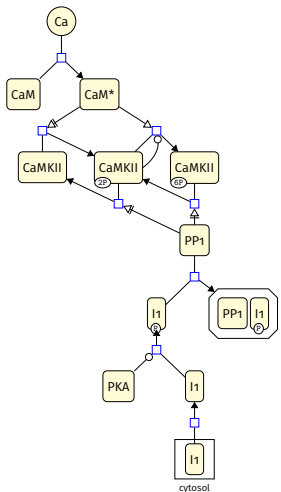 Ca
CaM
CaM*
CaMKII
CaMKII
2P
CaMKII
6P
PP1
I1
P
PP1
I1
P
PKA
I1
I1
cytosol